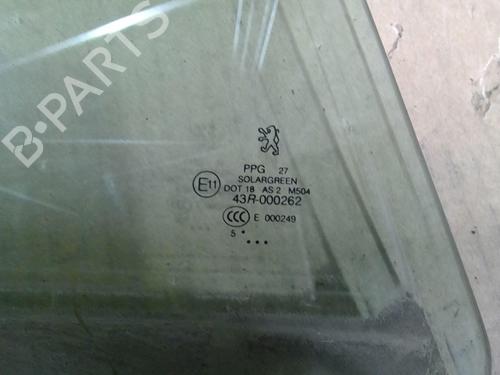 B-PARTS
PPG 27
SOLARGREEN
E11 DOT 18 AS 2 M504
43R-000262
CCC E 000249
5